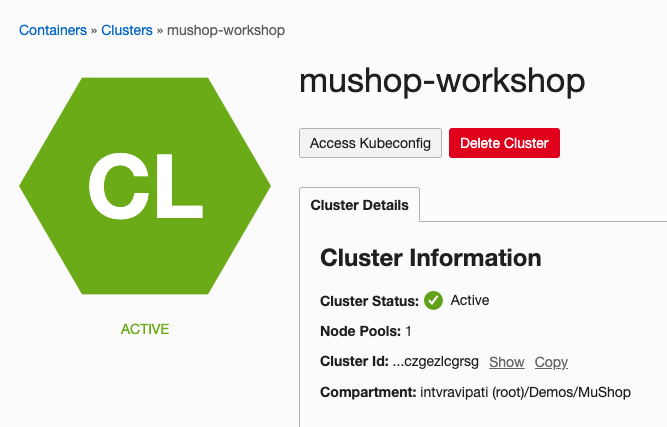 Containers » Clusters » mushop-workshop
mushop-workshop
CL
Access Kubeconfig Delete Cluster
Cluster Details
Cluster Information
Cluster Status: Active
Node Pools: 1
Cluster Id: ...czgezlcgrsg Show Copy
Compartment: intvravipati (root)/Demos/MuShop
ACTIVE